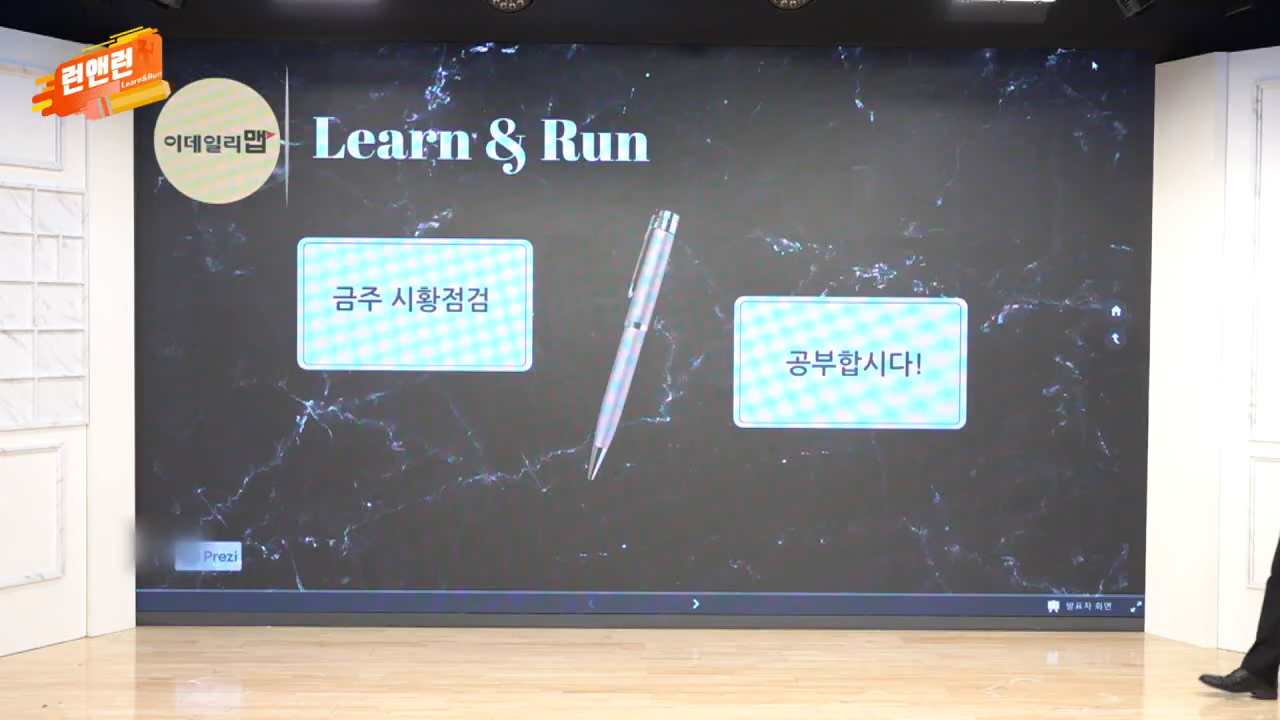 런앤런
Learn&Run
이데일리맵
Learn & Run
금주 시황점검
공부합시다!
Prezi
발표자 화면